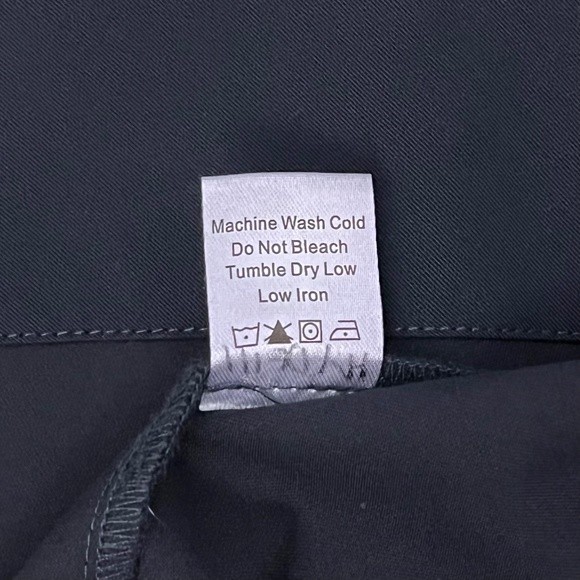 Machine Wash Cold
Do Not Bleach
Tumble Dry Low
Low Iron